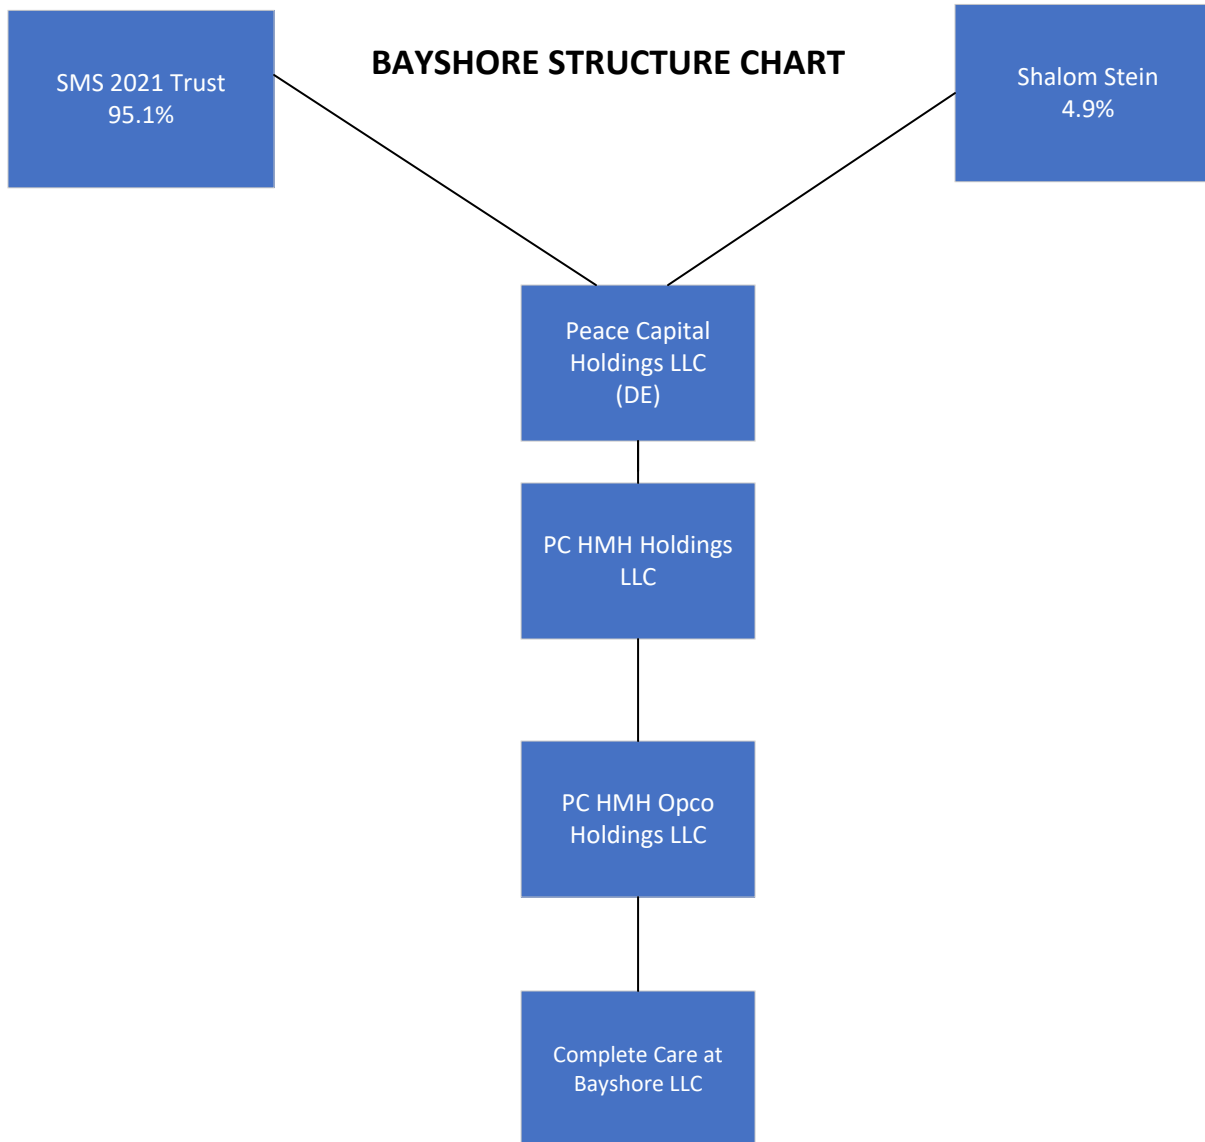 BAYSHORE STRUCTURE CHART
SMS 2021 Trust
95.1%
Shalom Stein
4.9%
Peace Capital
Holdings LLC
(DE)
PC HMH Holdings
LLC
PC HMH Opco
Holdings LLC
Complete Care at
Bayshore LLC